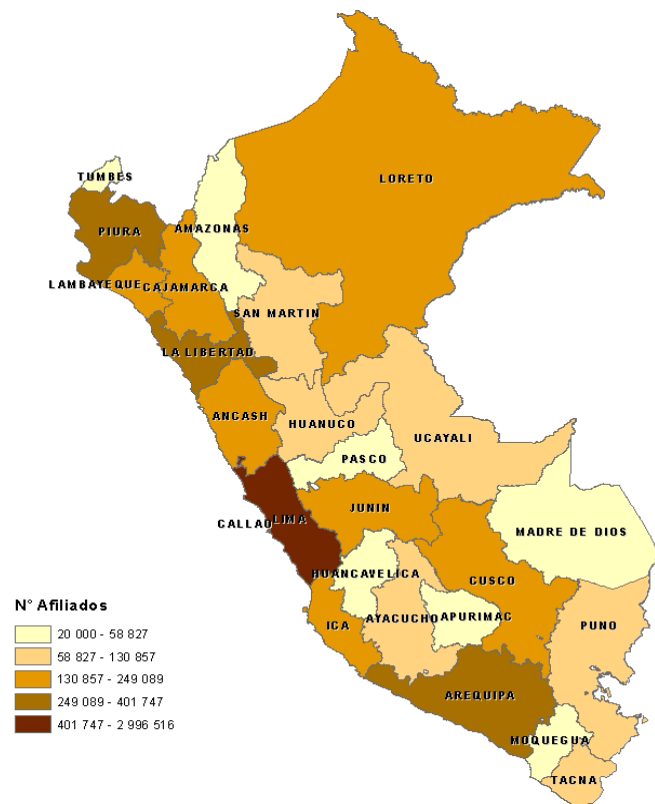 LORETO
TUMBES
AMAZONAS
PIURA
LAMBAYEQUE
CAJAMARCA
SAN MARTIN
LA LIBERTAD
ANCASH
HUANUCO
UCAYALI
PASCO
JUNIN
CALLAO
LIMA
MADRE DE DIOS
HUANCAVELICA
CUSCO
ICA
AYACUCHO
APURIMAC
PUNO
AREQUIPA
MOQUEGUA
TACNA
N° Afiliados
20 000 - 58 827
58 827 - 130 857
130 857 - 249 089
249 089 - 401 747
401 747 - 2 996 516